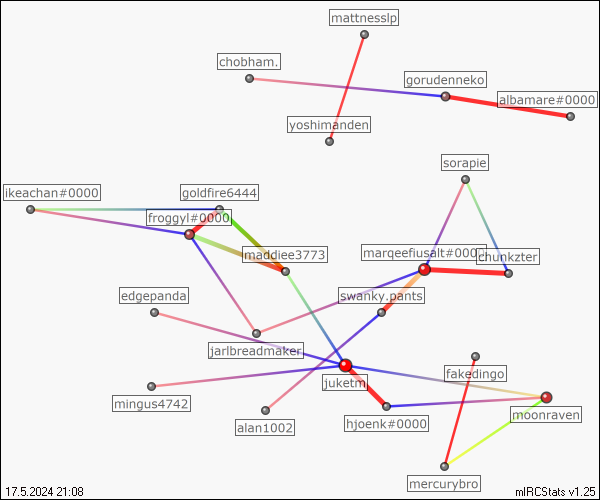 mattnesslp
chobham.
gorudenneko
albamare#0000
yoshimanden
sorapie
ikeachan#0000
goldfire6444
froggyl#0000
maddiee3773
marqeefiusalt#0000
chunkzter
edgepanda
swanky.pants
jarlbreadmaker
fakedingo
juketm
mingus4742
moonraven
alan1002
hjoenk#0000
mercurybro
17.5.2024 21:08
mIRCStats v1.25